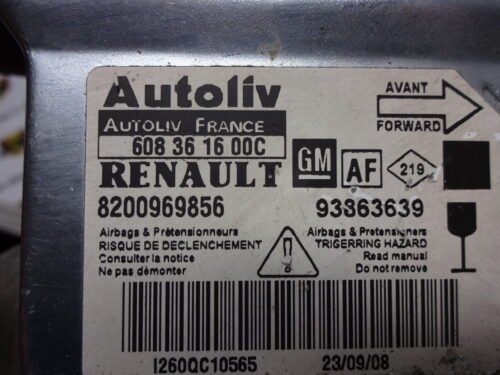 Autoliv
AUTOLIV FRANCE
608 36 16 00C
AVANT
FORWARD
RENAULT GM AF 219
8200969856 93863639
Airbags & Prétensionneurs
RISQUE DE DECLENCHEMENT
Consulter la notice
Ne pas démonter
Airbags & Pretensioners
TRIGERRING HAZARD
Read manual
Do not remove
I260QC10565 23/09/08